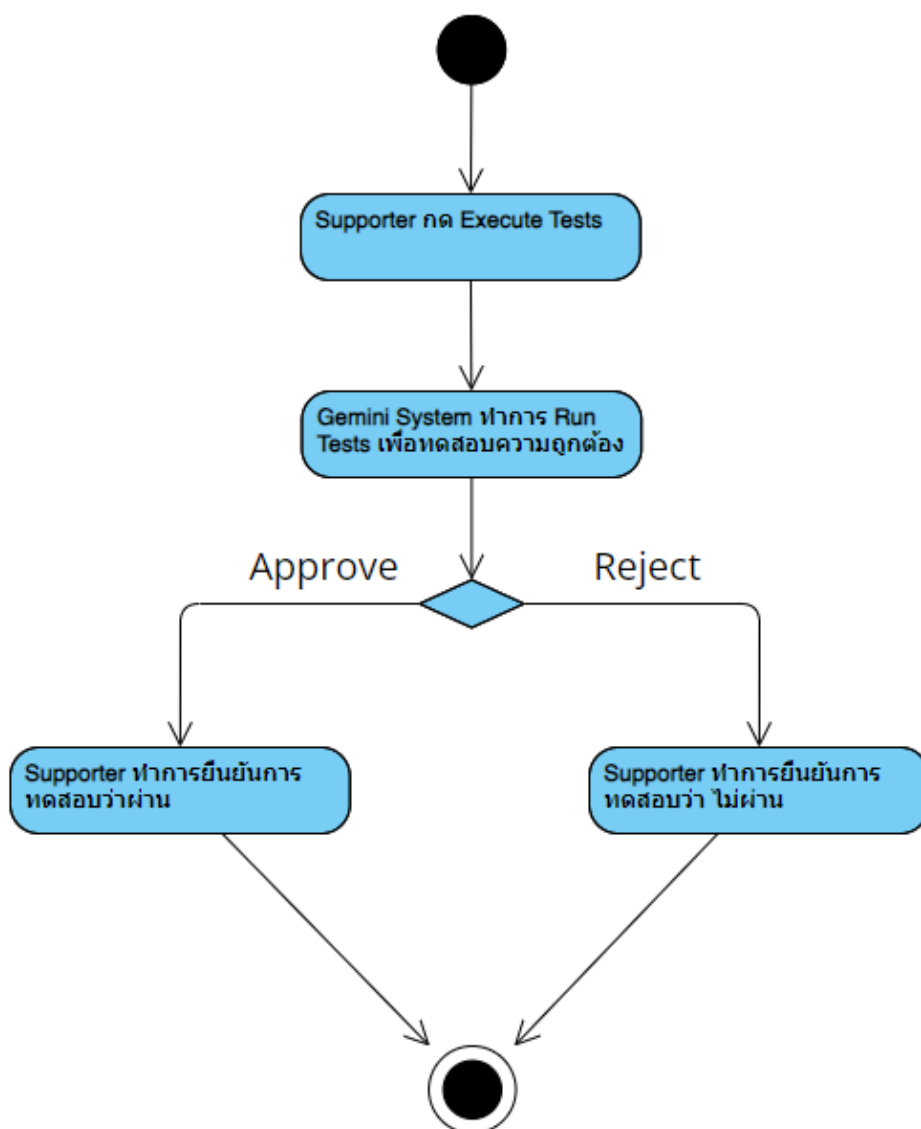 Supporter กด Execute Tests
Gemini System ทำการ Run
Tests เพื่อทดสอบความถูกต้อง
Approve
Reject
Supporter ทำการยืนยันการ
ทดสอบว่าผ่าน
Supporter ทำการยืนยันการ
ทดสอบว่า ไม่ผ่าน